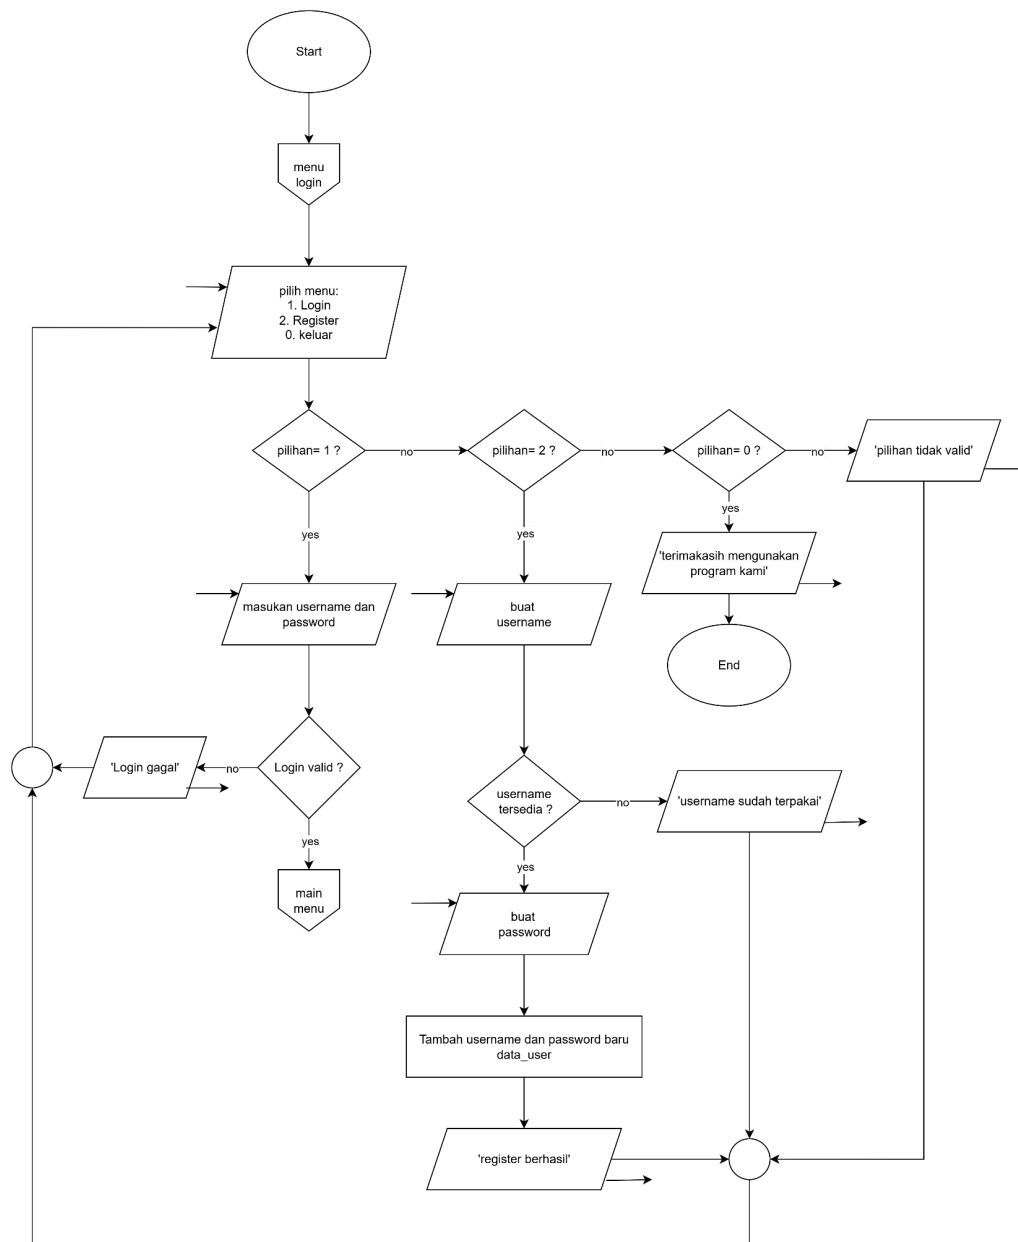 Start
menu
login
pilih menu:
1. Login
2. Register
0. keluar
pilihan= 1 ?
no
pilihan= 2 ?
no
pilihan= 0 ?
no
'pilihan tidak valid'
yes
yes
yes
'terimakasih mengunakan
program kami'
masukan username dan
password
buat
username
End
Login valid ?
no
'Login gagal'
username
tersedia ?
no
'username sudah terpakai'
yes
yes
main
menu
buat
password
Tambah username dan password baru
data_user
'register berhasil'